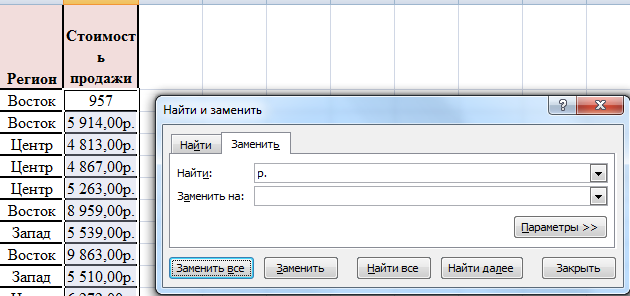 Стоимост
ь
Регион продажи
Восток 957
Восток 5 914,00р.
Центр 4 813,00р.
Центр 4 867,00р.
Центр 5 263,00р.
Восток 8 959,00р.
Запад 5 539,00р.
Восток 9 863,00р.
Запад 5 510,00р.
Найти и заменить
Найти Заменить
Найти: р.
Заменить на:
Параметры >>
Заменить все Заменить Найти все Найти далее Закрыть